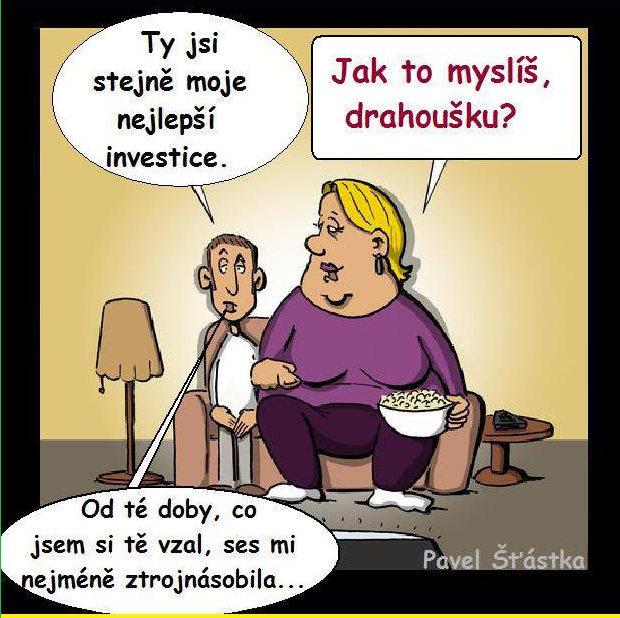 Ty jsi
stejně moje
nejlepší
investice.
Jak to myslíš,
drahoušku?
Od té doby, co
jsem si tě vzal, ses mi
nejméně ztrojnásobila...
Pavel Šťástka